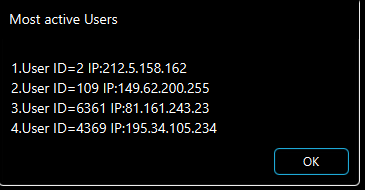 Most active Users
1.User ID=2 IP:212.5.158.162
2.User ID=109 IP:149.62.200.255
3.User ID=6361 IP:81.161.243.23
4.User ID=4369 IP:195.34.105.234
OK